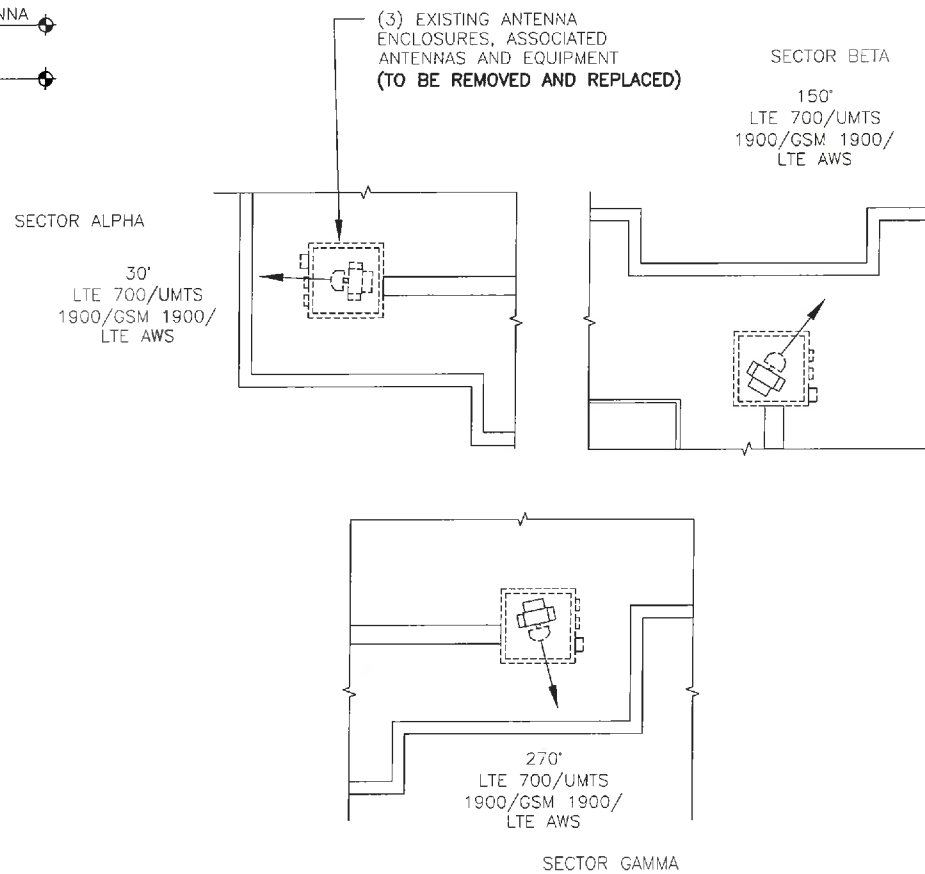 NNA
(3) EXISTING ANTENNA
ENCLOSURES, ASSOCIATED
ANTENNAS AND EQUIPMENT
(TO BE REMOVED AND REPLACED)
SECTOR BETA
150°
LTE 700/UMTS
1900/GSM 1900/
LTE AWS
SECTOR ALPHA
30°
LTE 700/UMTS
1900/GSM 1900/
LTE AWS
270°
LTE 700/UMTS
1900/GSM 1900/
LTE AWS
SECTOR GAMMA